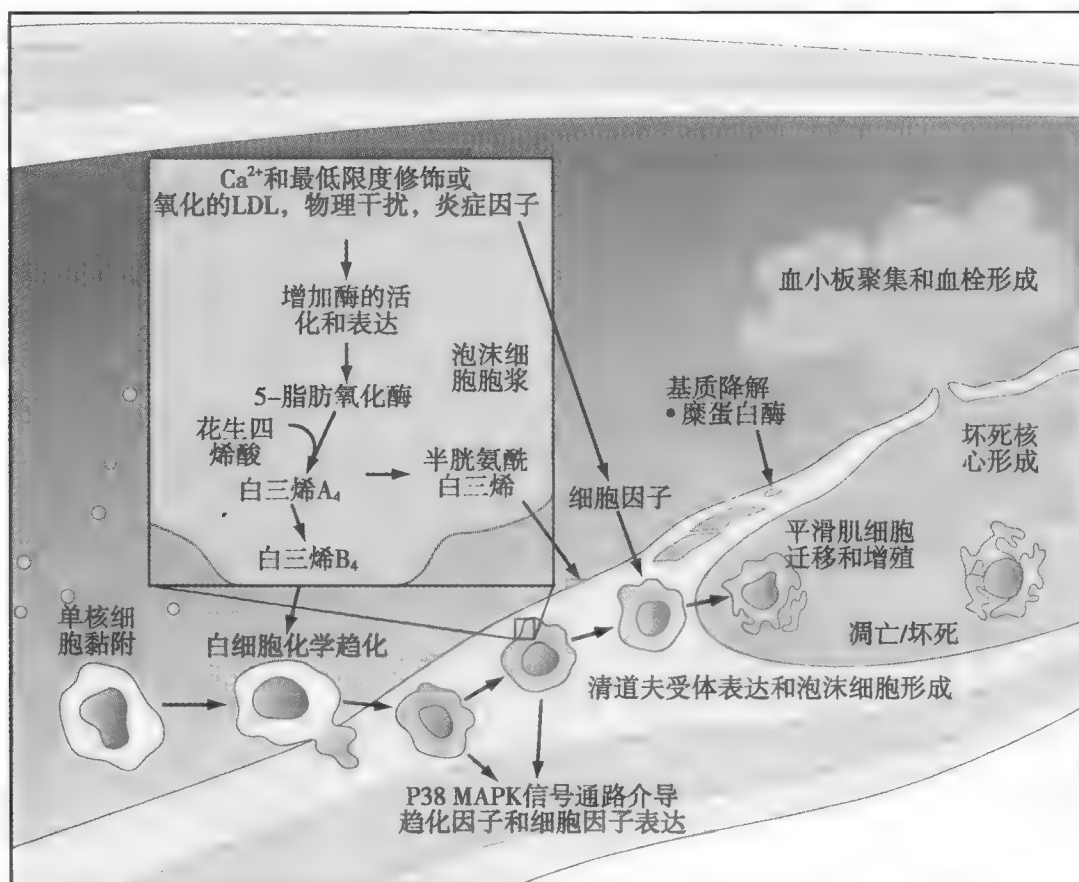 Ca²⁺和最低限度修饰或
氧化的LDL，物理干扰，炎症因子
增加酶的活
化和表达
泡沫细
胞胞浆
5-脂肪氧化酶
花生四
烯酸
白三烯A₄
半胱氨酰
白三烯
白三烯B₄
细胞因子
血小板聚集和血栓形成
基质降解
• 糜蛋白酶
坏死核
心形成
平滑肌细胞
迁移和增殖
凋亡/坏死
单核细
胞黏附
白细胞化学趋化
清道夫受体表达和泡沫细胞形成
P38 MAPK信号通路介导
趋化因子和细胞因子表达